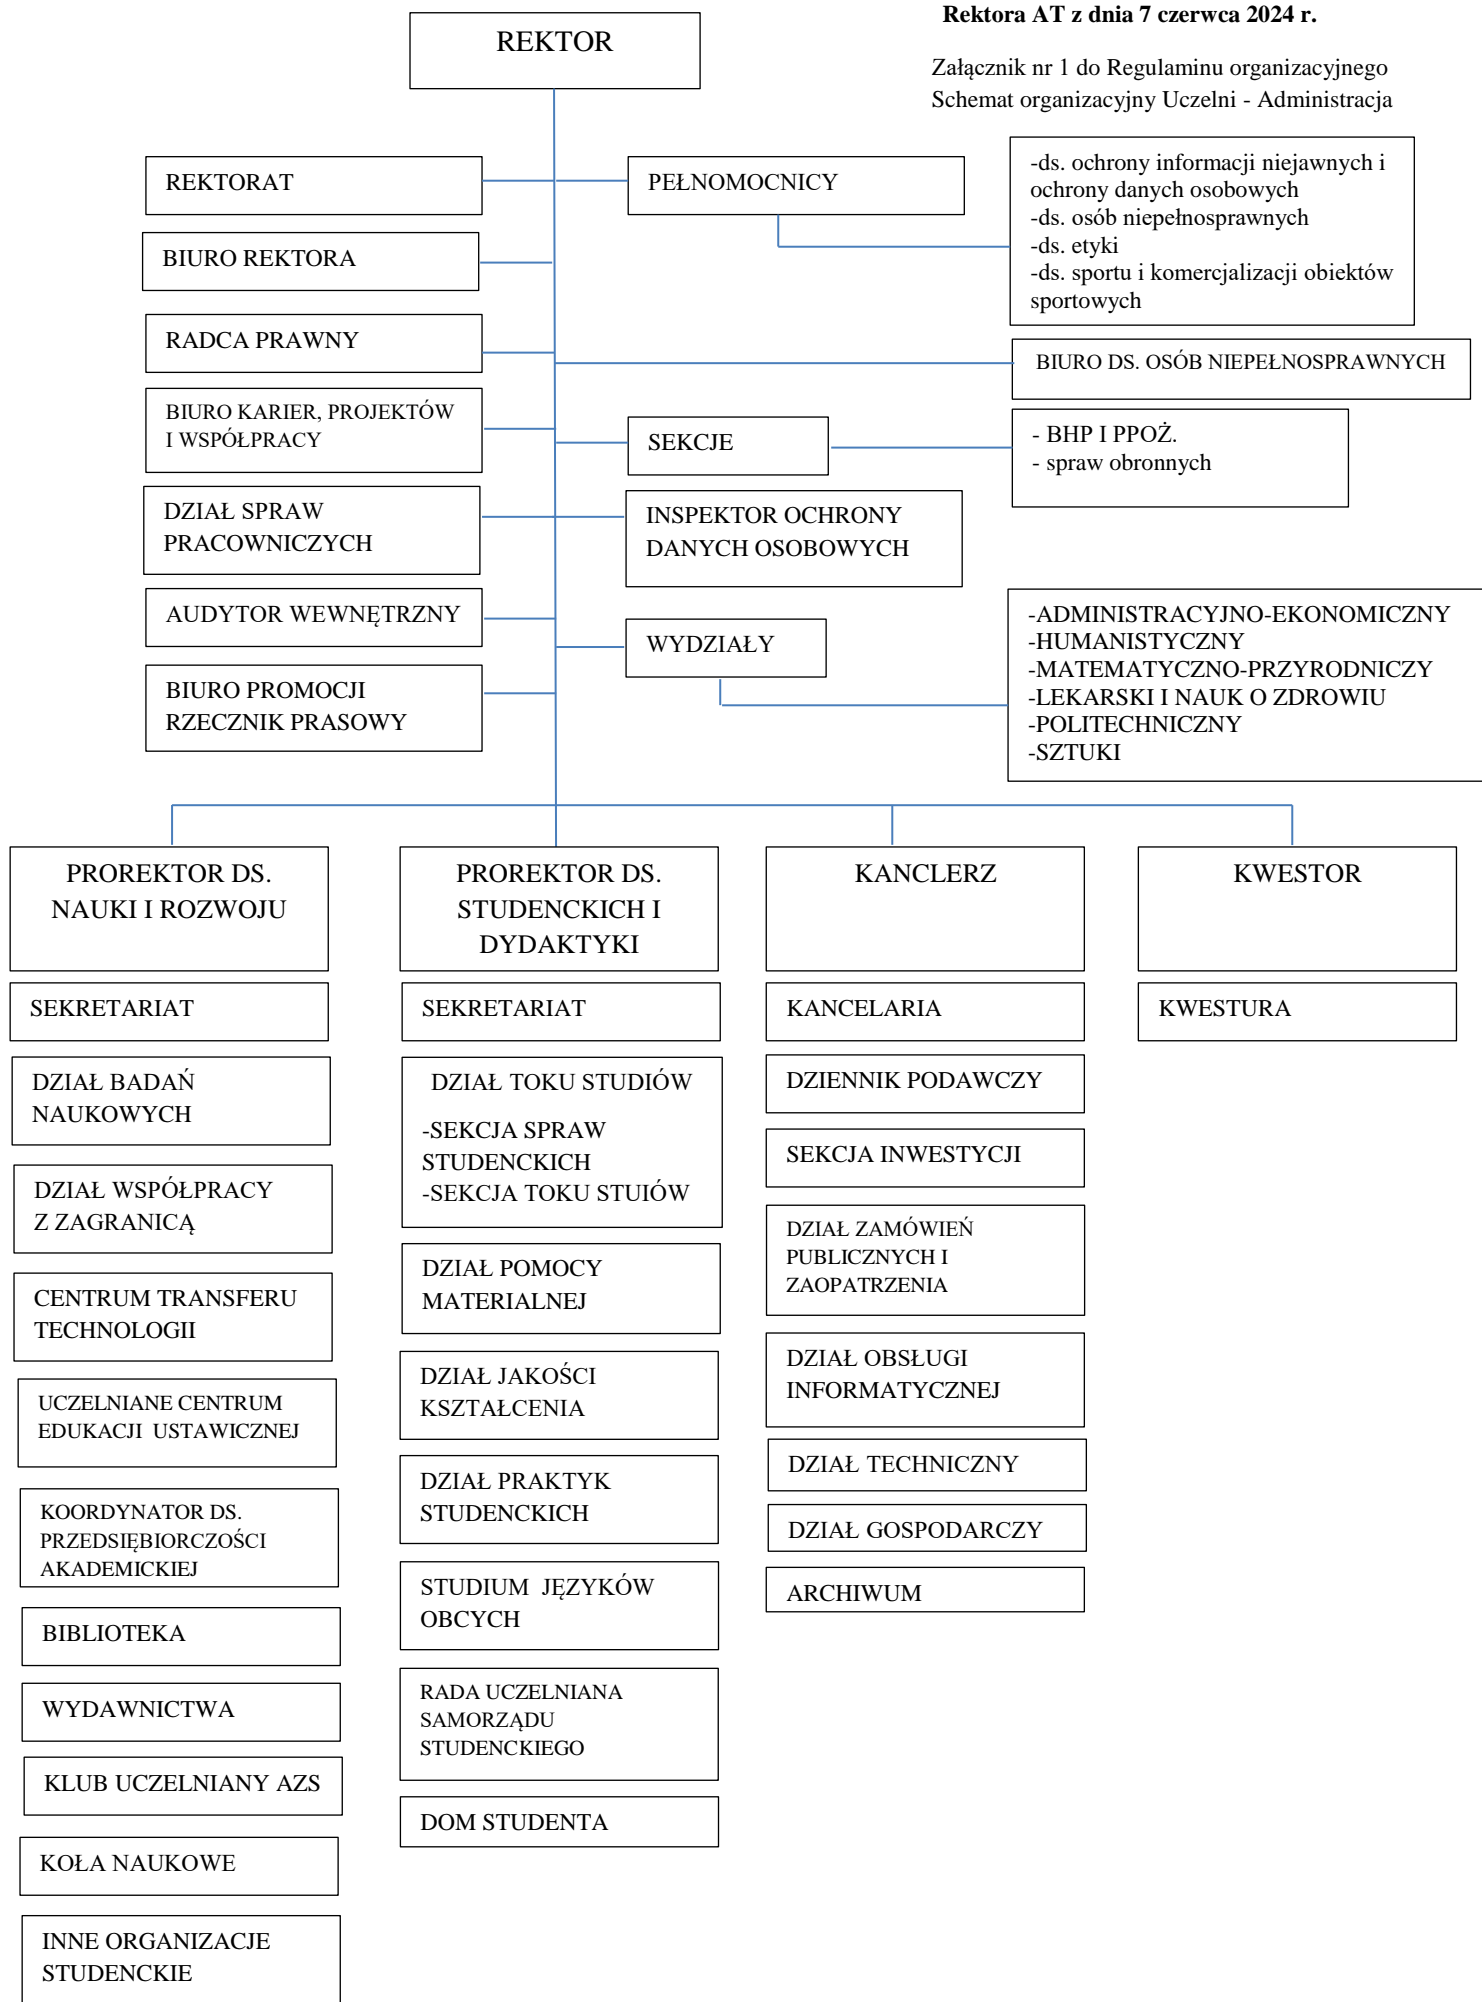 Rektora AT z dnia 7 czerwca 2024 r.
Załącznik nr 1 do Regulaminu organizacyjnego
Schemat organizacyjny Uczelni - Administracja
REKTOR
REKTORAT
PEŁNOMOCNICY
-ds. ochrony informacji niejawnych i
ochrony danych osobowych
-ds. osób niepełnosprawnych
-ds. etyki
-ds. sportu i komercjalizacji obiektów
sportowych
BIURO REKTORA
RADCA PRAWNY
BIURO DS. OSÓB NIEPEŁNOSPRAWNYCH
BIURO KARIER, PROJEKTÓW
I WSPÓŁPRACY
SEKCJE
- BHP I PPOŻ.
- spraw obronnych
DZIAŁ SPRAW
PRACOWNICZYCH
INSPEKTOR OCHRONY
DANYCH OSOBOWYCH
AUDYTOR WEWNĘTRZNY
WYDZIAŁY
-ADMINISTRACYJNO-EKONOMICZNY
-HUMANISTYCZNY
-MATEMATYCZNO-PRZYRODNICZY
-LEKARSKI I NAUK O ZDROWIU
-POLITECHNICZNY
-SZTUKI
BIURO PROMOCJI
RZECZNIK PRASOWY
PROREKTOR DS.
NAUKI I ROZWOJU
SEKRETARIAT
DZIAŁ BADAŃ
NAUKOWYCH
DZIAŁ WSPÓŁPRACY
Z ZAGRANICĄ
CENTRUM TRANSFERU
TECHNOLOGII
UCZELNIANE CENTRUM
EDUKACJI USTAWICZNEJ
KOORDYNATOR DS.
PRZEDSIĘBIORCZOŚCI
AKADEMICKIEJ
BIBLIOTEKA
WYDAWNICTWA
KLUB UCZELNIANY AZS
KOŁA NAUKOWE
INNE ORGANIZACJE
STUDENCKIE
PROREKTOR DS.
STUDENCKICH I
DYDAKTYKI
SEKRETARIAT
DZIAŁ TOKU STUDIÓW
-SEKCJA SPRAW
STUDENCKICH
-SEKCJA TOKU STUIÓW
DZIAŁ POMOCY
MATERIALNEJ
DZIAŁ JAKOŚCI
KSZTAŁCENIA
DZIAŁ PRAKTYK
STUDENCKICH
STUDIUM JĘZYKÓW
OBCYCH
RADA UCZELNIANA
SAMORZĄDU
STUDENCKIEGO
DOM STUDENTA
KANCLERZ
KANCELARIA
DZIENNIK PODAWCZY
SEKCJA INWESTYCJI
DZIAŁ ZAMÓWIEŃ
PUBLICZNYCH I
ZAOPATRZENIA
DZIAŁ OBSŁUGI
INFORMATYCZNEJ
DZIAŁ TECHNICZNY
DZIAŁ GOSPODARCZY
ARCHIWUM
KWESTOR
KWESTURA